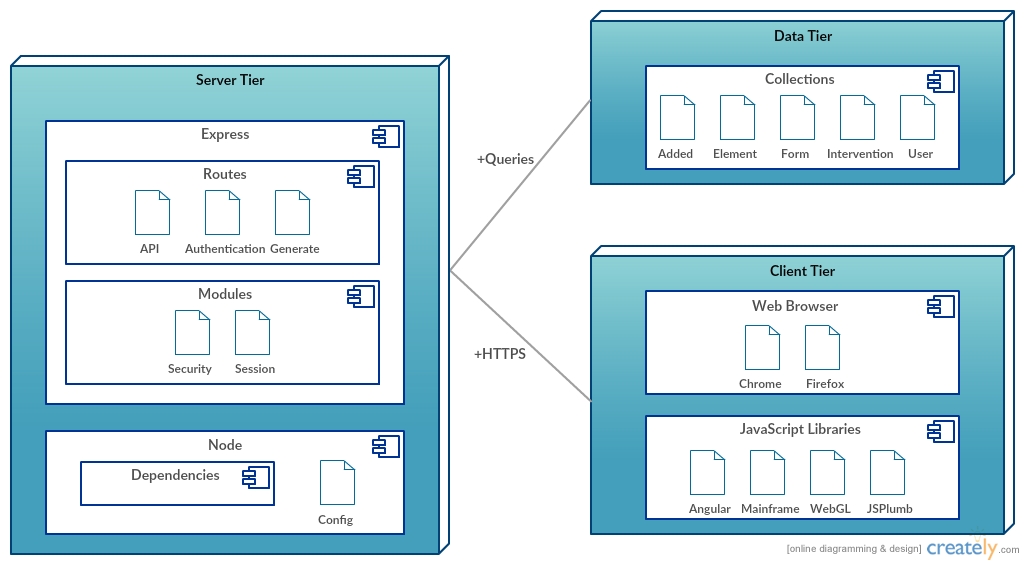 Server Tier
Express
Routes
API Authentication Generate
Modules
Security Session
Node
Dependencies
Config
+Queries
+HTTPS
Data Tier
Collections
Added Element Form Intervention User
Client Tier
Web Browser
Chrome Firefox
JavaScript Libraries
Angular Mainframe WebGL JSPlumb
[online diagramming & design] creately.com